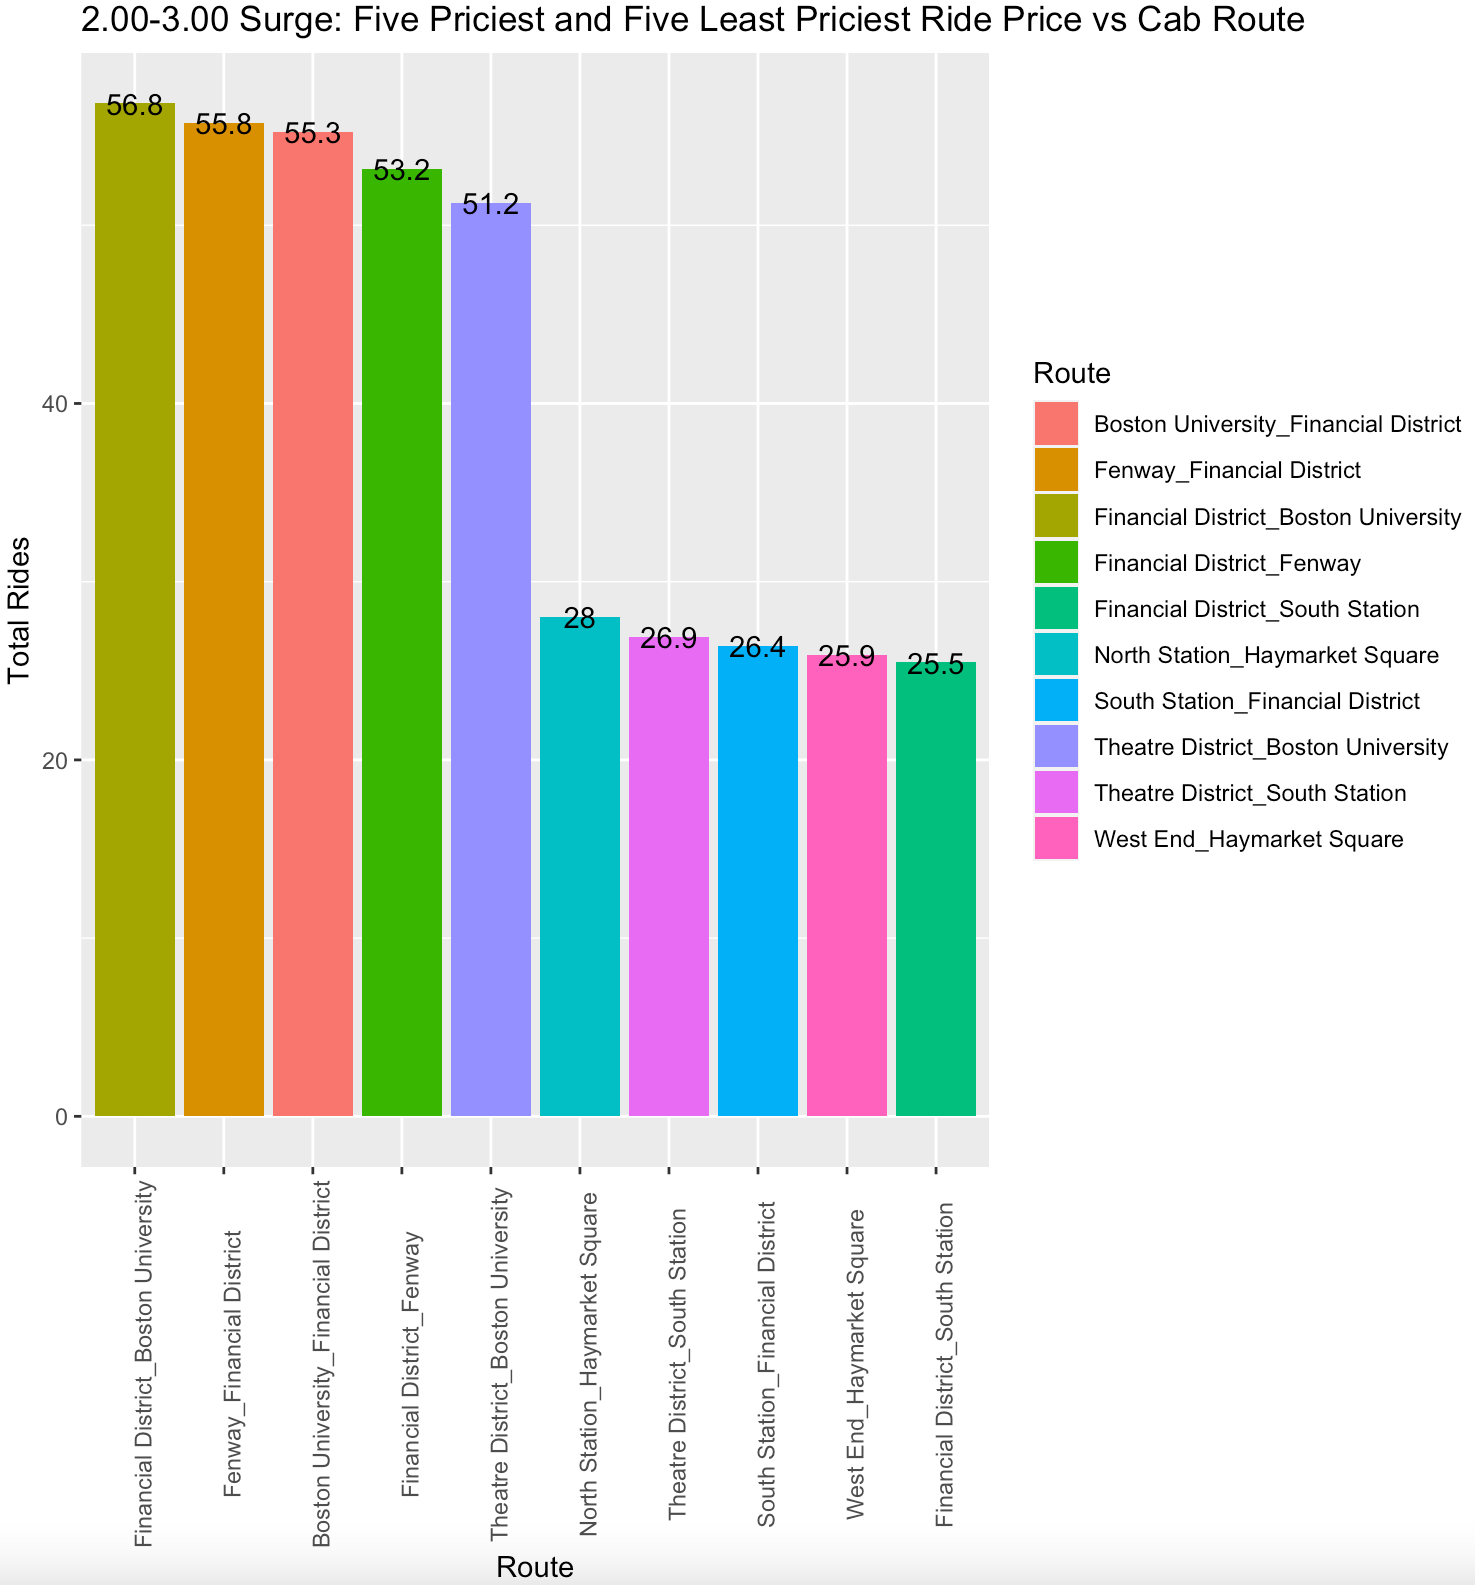 2.00-3.00 Surge: Five Priciest and Five Least Priciest Ride Price vs Cab Route
56.8
55.8
55.3
53.2
51.2
28
26.9
26.4
25.9
25.5
Total Rides
40
20
0
Financial District_Boston University
Fenway_Financial District
Boston University_Financial District
Financial District_Fenway
Theatre District_Boston University
North Station_Haymarket Square
Theatre District_South Station
South Station_Financial District
West End_Haymarket Square
Financial District_South Station
Route
Route
Boston University_Financial District
Fenway_Financial District
Financial District_Boston University
Financial District_Fenway
Financial District_South Station
North Station_Haymarket Square
South Station_Financial District
Theatre District_Boston University
Theatre District_South Station
West End_Haymarket Square